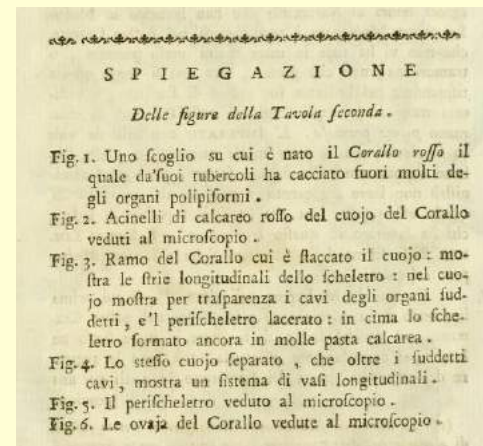 SPIEGAZIONE
Delle figure della Tavola ſeconda.
Fig. 1. Uno ſcoglio su cui è nato il Corallo roſſo il
quale da'ſuoi tubercoli ha cacciato fuori molti de-
gli organi polipiformi.
Fig. 2. Acinelli di calcareo roſſo del cuojo del Corallo
veduti al microſcopio.
Fig. 3. Ramo del Corallo cui è ſtaccato il cuojo: mo-
ſtra le ſtrie longitudinali dello ſcheletro: nel cuo-
jo moſtra per traſparenza i cavi degli organi ſud-
detti, e'l periſcheletro lacerato: in cima lo ſche-
letro formato ancora in molle paſta calcarea.
Fig. 4. Lo ſteſſo cuojo ſeparato, che oltre i ſuddetti
cavi, moſtra un ſiſtema di vaſi longitudinali.
Fig. 5. Il periſcheletro veduto al microſcopio.
Fig. 6. Le ovaja del Corallo vedute al microſcopio.